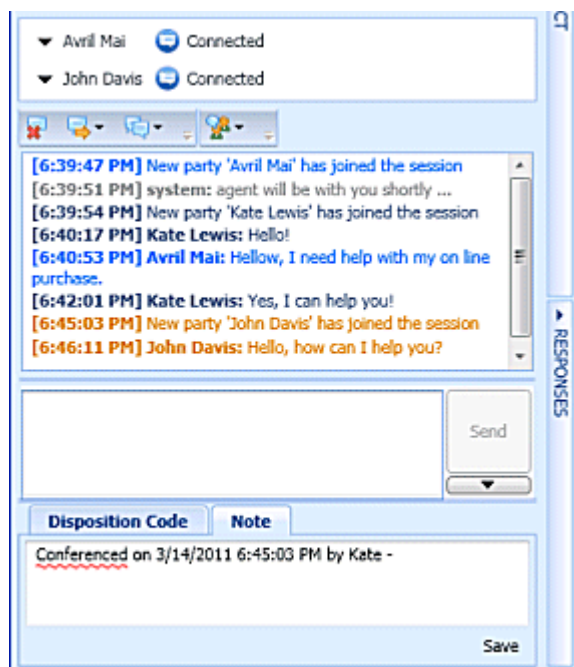 Avril Mai Connected
John Davis Connected
[6:39:47 PM] New party 'Avril Mai' has joined the session
[6:39:51 PM] system: agent will be with you shortly ...
[6:39:54 PM] New party 'Kate Lewis' has joined the session
[6:40:17 PM] Kate Lewis: Hello!
[6:40:53 PM] Avril Mai: Hellow, I need help with my on line
purchase.
[6:42:01 PM] Kate Lewis: Yes, I can help you!
[6:45:03 PM] New party 'John Davis' has joined the session
[6:46:11 PM] John Davis: Hello, how can I help you?
Send
Disposition Code Note
Conferenced on 3/14/2011 6:45:03 PM by Kate -
Save
CT
RESPONSES